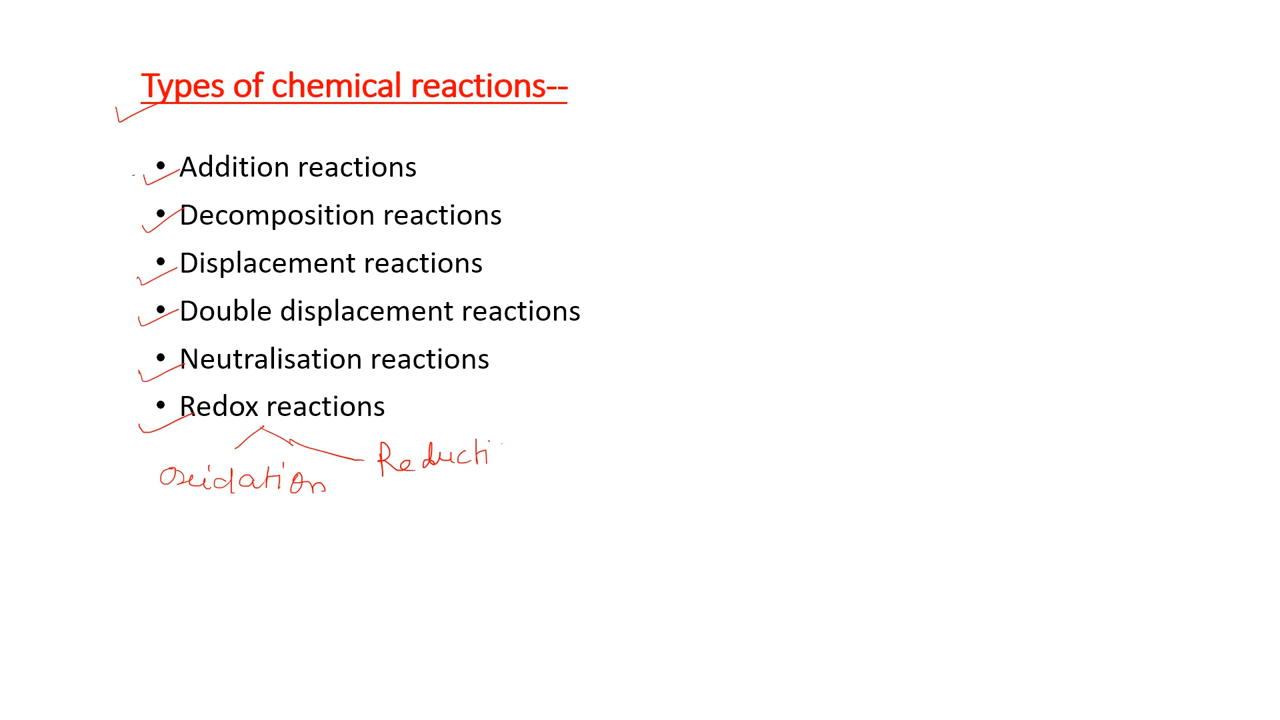 Types of chemical reactions--
• Addition reactions
• Decomposition reactions
• Displacement reactions
• Double displacement reactions
• Neutralisation reactions
• Redox reactions
Oxidation Reducti